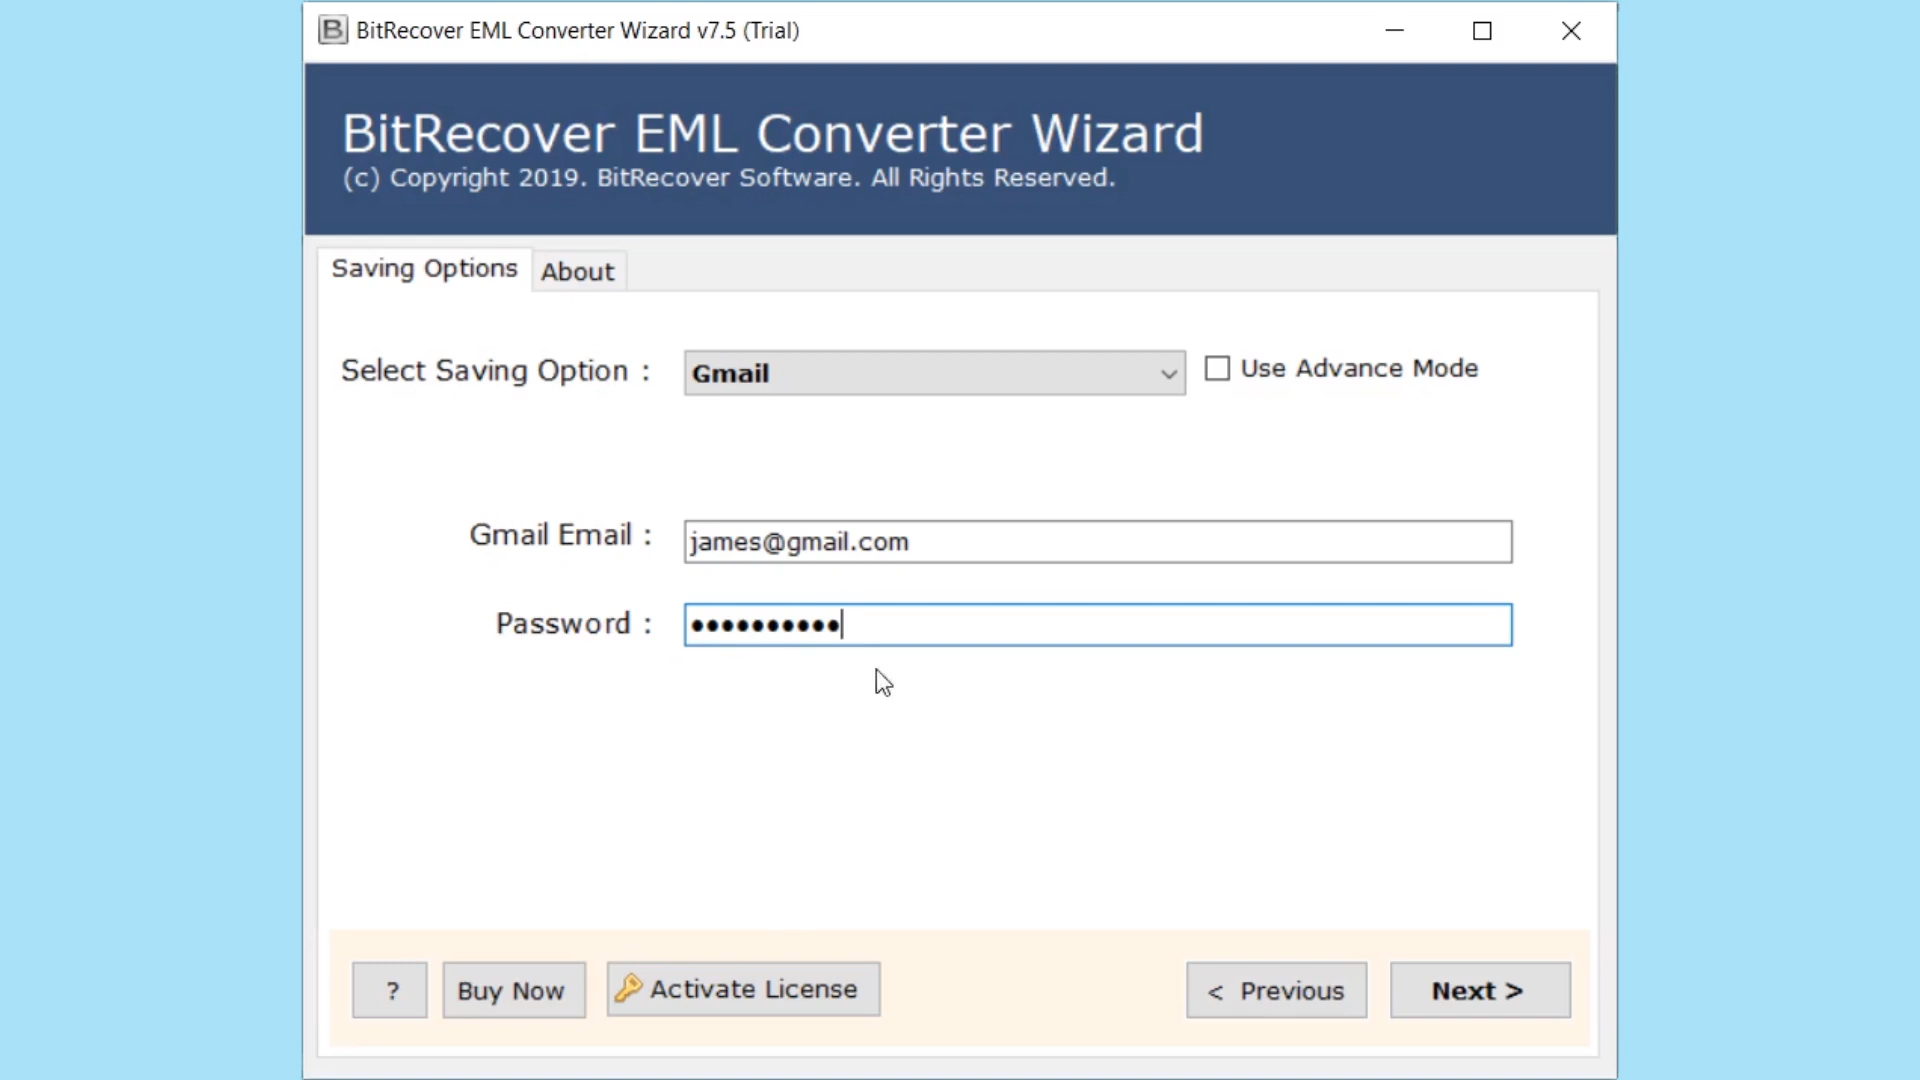 BitRecover EML Converter Wizard v7.5 (Trial)
BitRecover EML Converter Wizard
(c) Copyright 2019. BitRecover Software. All Rights Reserved.
Saving Options About
Select Saving Option : Gmail Use Advance Mode
Gmail Email : james@gmail.com
Password : ●●●●●●●●●●
? Buy Now Activate License < Previous Next >